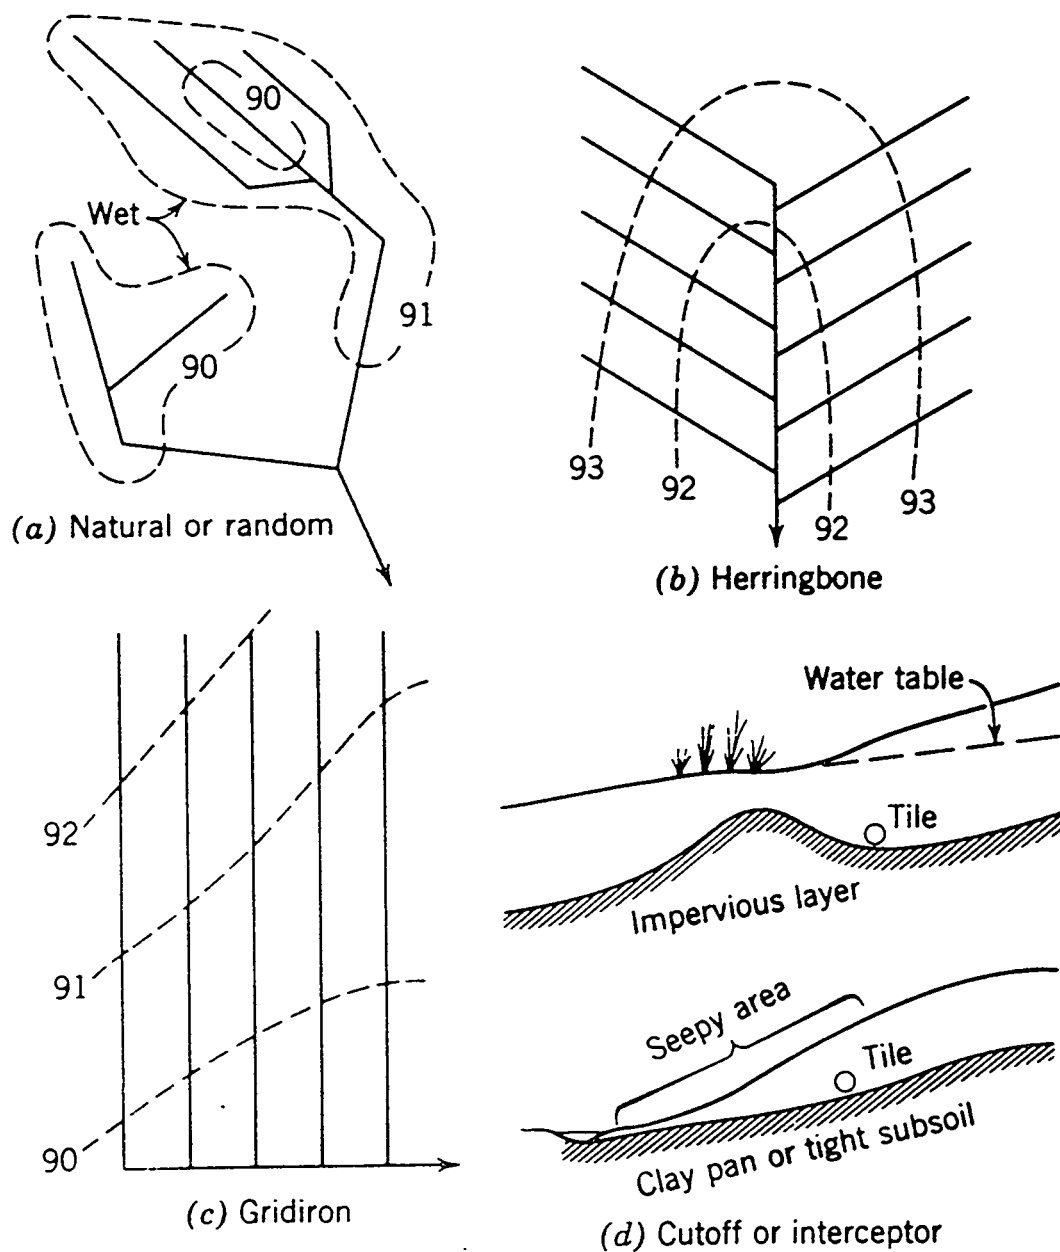 90
Wet
91
90
(a) Natural or random
93
92
92
93
(b) Herringbone
92
91
90
(c) Gridiron
Water table
Tile
Impervious layer
Seepy area
Tile
Clay pan or tight subsoil
(d) Cutoff or interceptor